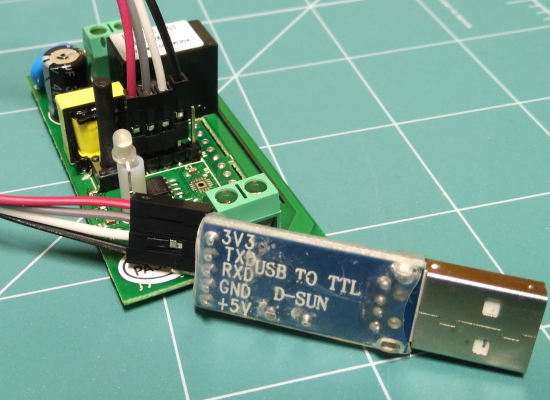 3V3
TXD
RXD
GND
+5V
USB TO TTL
D-SUN